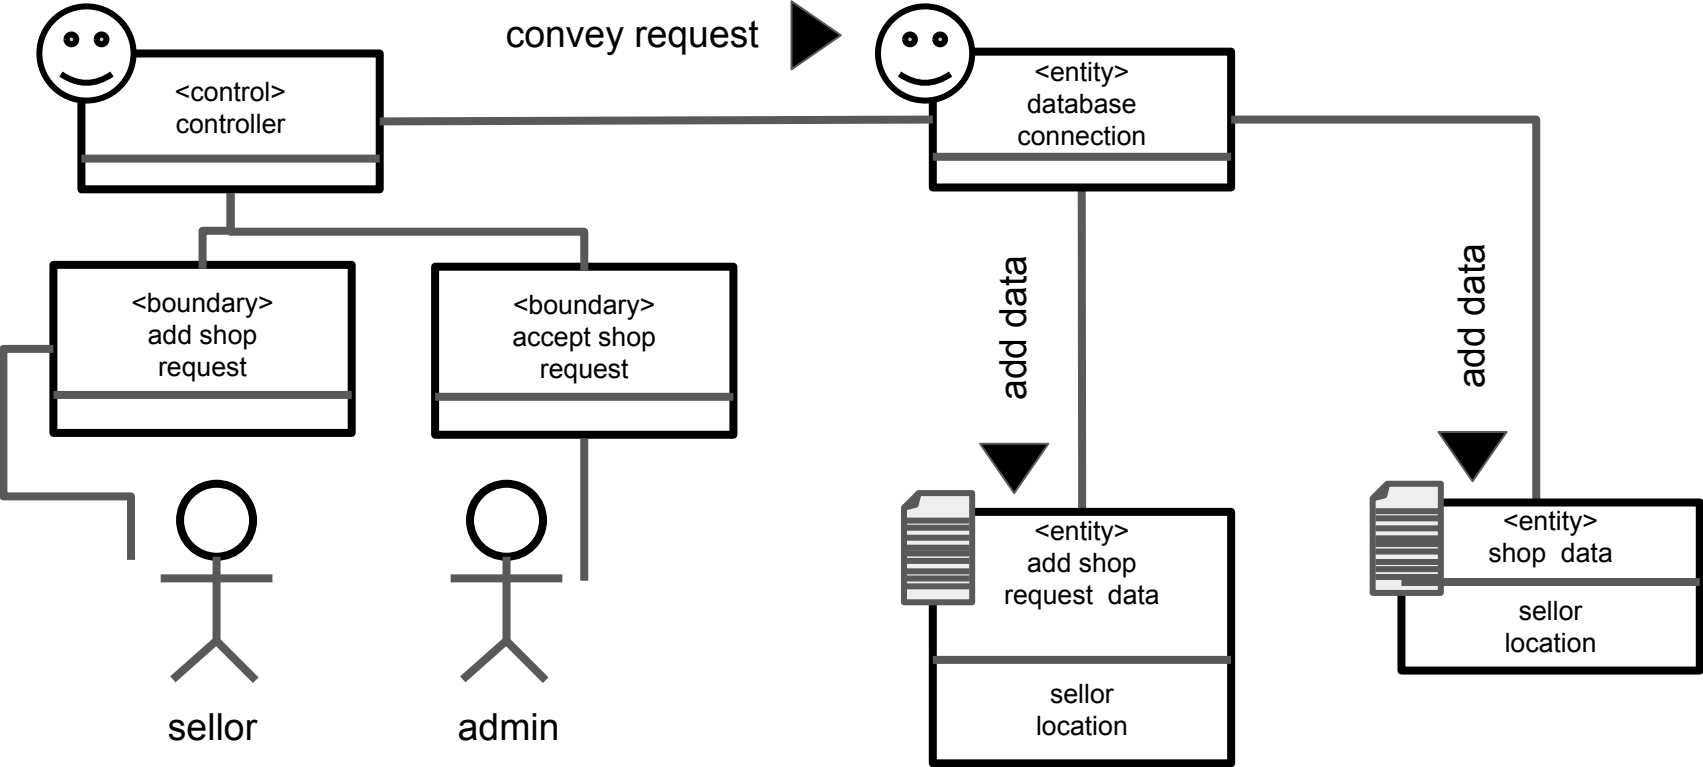 convey request
<control>
controller
<entity>
database
connection
<boundary>
add shop
request
<boundary>
accept shop
request
add data
add data
<entity>
add shop
request  data
sellor
location
<entity>
shop  data
sellor
location
sellor
admin